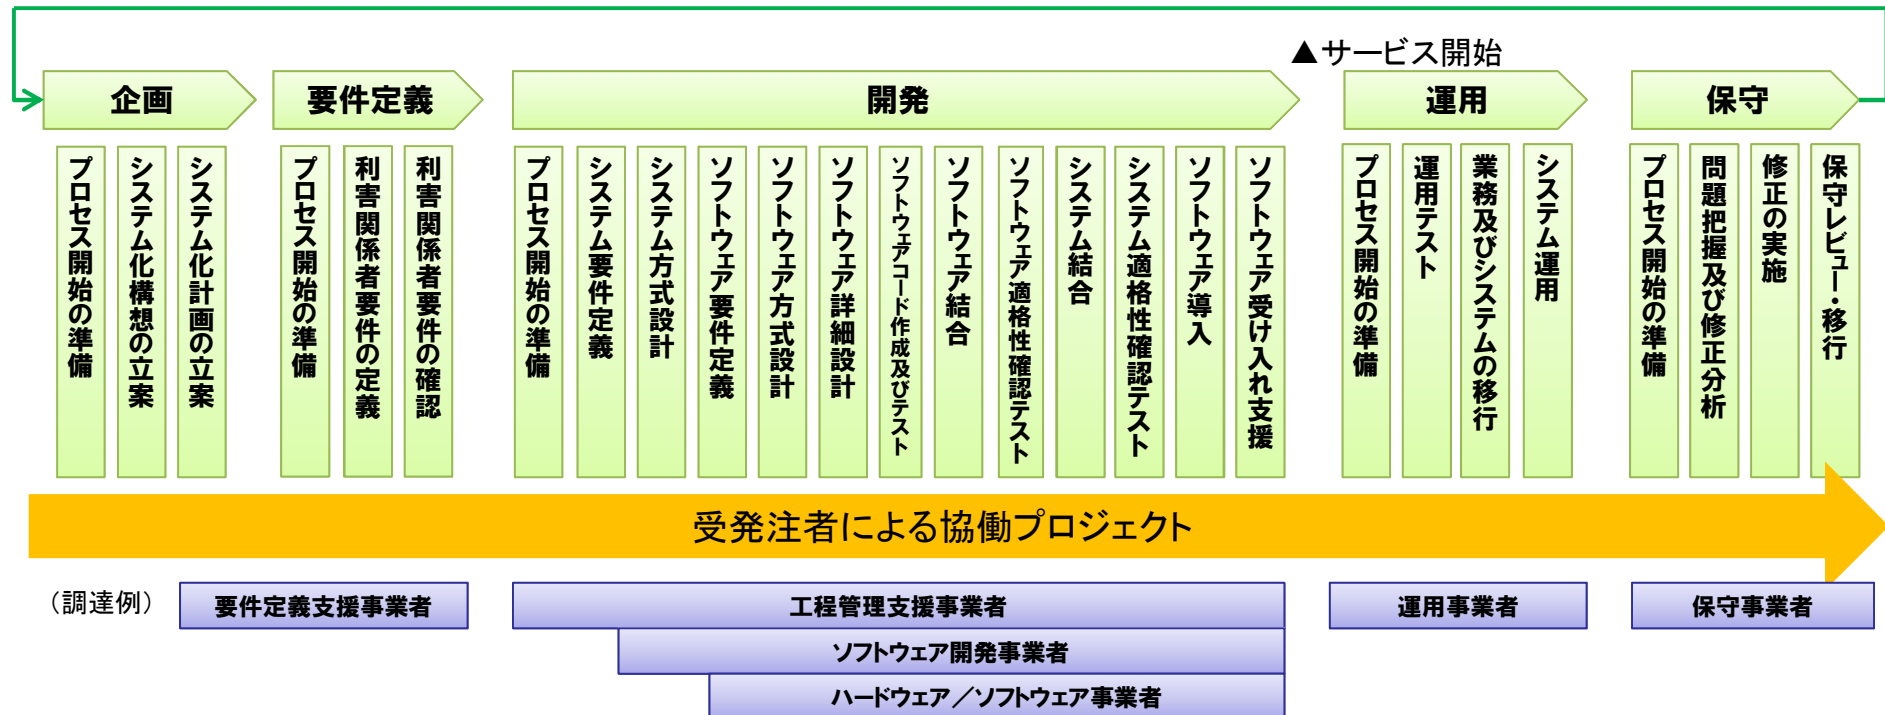 ▲サービス開始
企画
要件定義
開発
運用
保守
プロセス開始の準備
システム化構想の立案
システム化計画の立案
プロセス開始の準備
利害関係者要件の定義
利害関係者要件の確認
プロセス開始の準備
システム要件定義
システム方式設計
ソフトウェア要件定義
ソフトウェア方式設計
ソフトウェア詳細設計
ソフトウェアコード作成及びテスト
ソフトウェア結合
ソフトウェア適格性確認テスト
システム結合
システム適格性確認テスト
ソフトウェア導入
ソフトウェア受け入れ支援
プロセス開始の準備
運用テスト
業務及びシステムの移行
システム運用
プロセス開始の準備
問題把握及び修正分析
修正の実施
保守レビュー・移行
受発注者による協働プロジェクト
（調達例）
要件定義支援事業者
工程管理支援事業者
運用事業者
保守事業者
ソフトウェア開発事業者
ハードウェア／ソフトウェア事業者